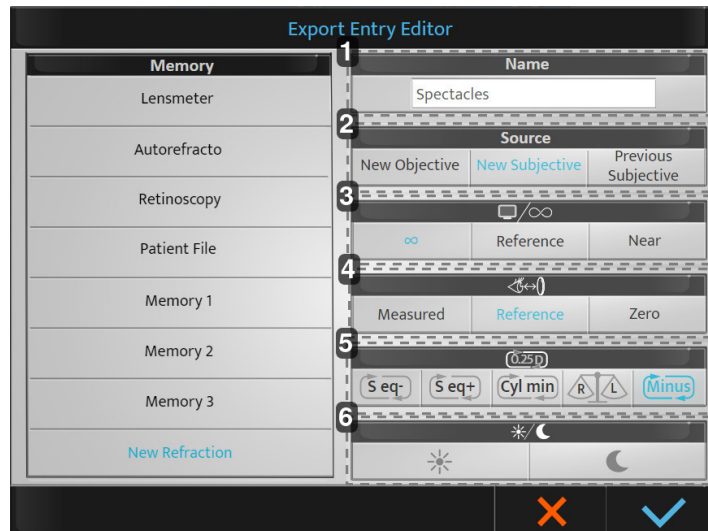 Export Entry Editor
Memory
Lensmeter
Autorefracto
Retinoscopy
Patient File
Memory 1
Memory 2
Memory 3
New Refraction
1
Name
Spectacles
2
Source
New Objective New Subjective Previous Subjective
3
/∞
∞ Reference Near
4
Measured Reference Zero
5
0.25D
S eq- S eq+ Cyl min R L Minus
6